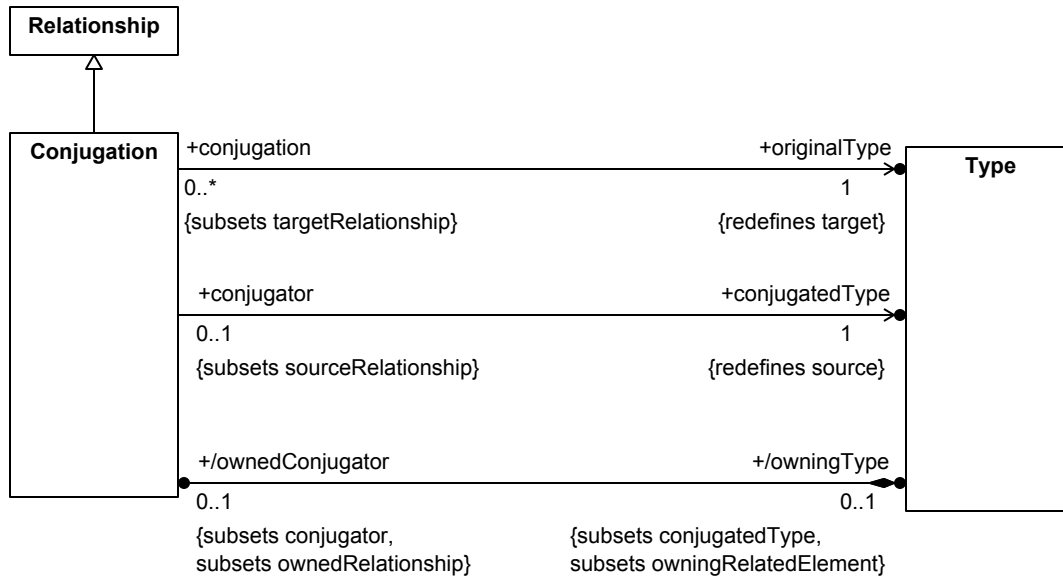 Relationship
Conjugation
Type
+conjugation
+originalType
0..*
1
{subsets targetRelationship}
{redefines target}
+conjugator
+conjugatedType
0..1
1
{subsets sourceRelationship}
{redefines source}
+/ownedConjugator
+/owningType
0..1
0..1
{subsets conjugator,
subsets ownedRelationship}
{subsets conjugatedType,
subsets owningRelatedElement}